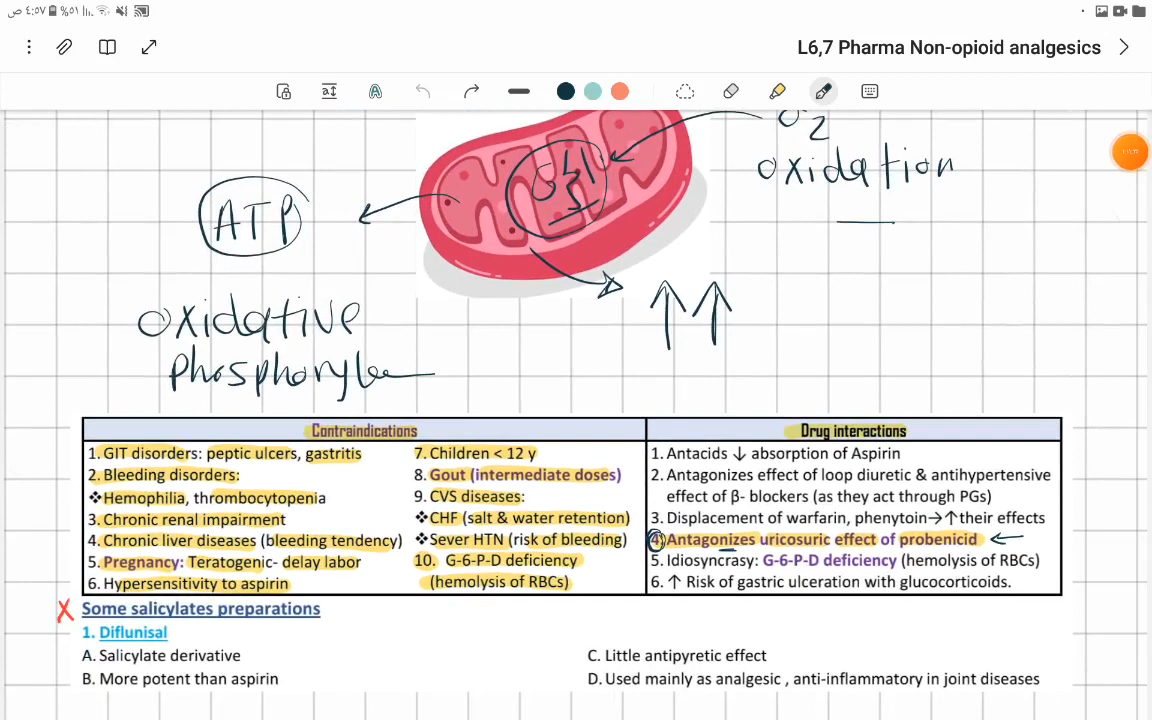 ٤:٥٧ ص
٥١%
L6,7 Pharma Non-opioid analgesics
O2
oxidation
ATP
oxidative
Contraindications
1. GIT disorders: peptic ulcers, gastritis
2. Bleeding disorders:
❖Hemophilia, thrombocytopenia
3. Chronic renal impairment
4. Chronic liver diseases (bleeding tendency)
5. Pregnancy: Teratogenic- delay labor
6. Hypersensitivity to aspirin
7. Children < 12 y
8. Gout (intermediate doses)
9. CVS diseases:
❖CHF (salt & water retention)
❖Sever HTN (risk of bleeding)
10. G-6-P-D deficiency
(hemolysis of RBCs)
Drug interactions
1. Antacids ↓ absorption of Aspirin
2. Antagonizes effect of loop diuretic & antihypertensive
effect of β- blockers (as they act through PGs)
3. Displacement of warfarin, phenytoin→↑their effects
4. Antagonizes uricosuric effect of probenicid
5. Idiosyncrasy: G-6-P-D deficiency (hemolysis of RBCs)
6. ↑ Risk of gastric ulceration with glucocorticoids.
Some salicylates preparations
1. Diflunisal
A. Salicylate derivative
B. More potent than aspirin
C. Little antipyretic effect
D. Used mainly as analgesic , anti-inflammatory in joint diseases